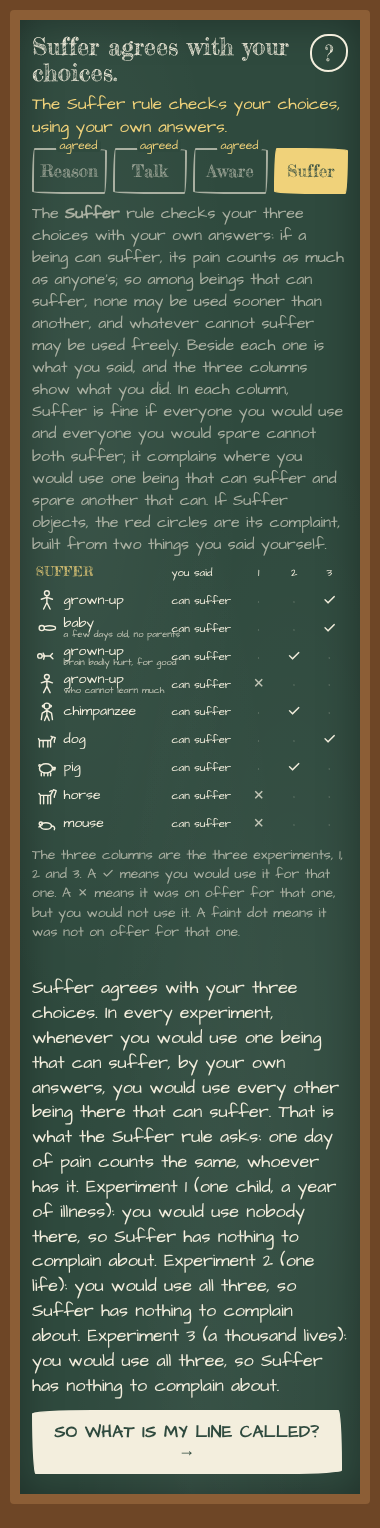 Suffer agrees with your
choices.
?
The Suffer rule checks your choices,
using your own answers.
agreed agreed agreed
Reason Talk Aware Suffer
The Suffer rule checks your three
choices with your own answers: if a
being can suffer, its pain counts as much
as anyone's; so among beings that can
suffer, none may be used sooner than
another, and whatever cannot suffer
may be used freely. Beside each one is
what you said, and the three columns
show what you did. In each column,
Suffer is fine if everyone you would use
and everyone you would spare cannot
both suffer; it complains where you
would use one being that can suffer and
spare another that can. If Suffer
objects, the red circles are its complaint,
built from two things you said yourself.
SUFFER you said 1 2 3
grown-up can suffer · · ✓
baby can suffer · · ✓
a few days old, no parents
grown-up can suffer · ✓ ·
brain badly hurt, for good
grown-up can suffer × · ·
who cannot learn much
chimpanzee can suffer · ✓ ·
dog can suffer · · ✓
pig can suffer · ✓ ·
horse can suffer × · ·
mouse can suffer × · ·
The three columns are the three experiments, 1,
2 and 3. A ✓ means you would use it for that
one. A × means it was on offer for that one,
but you would not use it. A faint dot means it
was not on offer for that one.
Suffer agrees with your three
choices. In every experiment,
whenever you would use one being
that can suffer, by your own
answers, you would use every other
being there that can suffer. That is
what the Suffer rule asks: one day
of pain counts the same, whoever
has it. Experiment 1 (one child, a year
of illness): you would use nobody
there, so Suffer has nothing to
complain about. Experiment 2 (one
life): you would use all three, so
Suffer has nothing to complain
about. Experiment 3 (a thousand lives):
you would use all three, so Suffer
has nothing to complain about.
SO WHAT IS MY LINE CALLED?
→